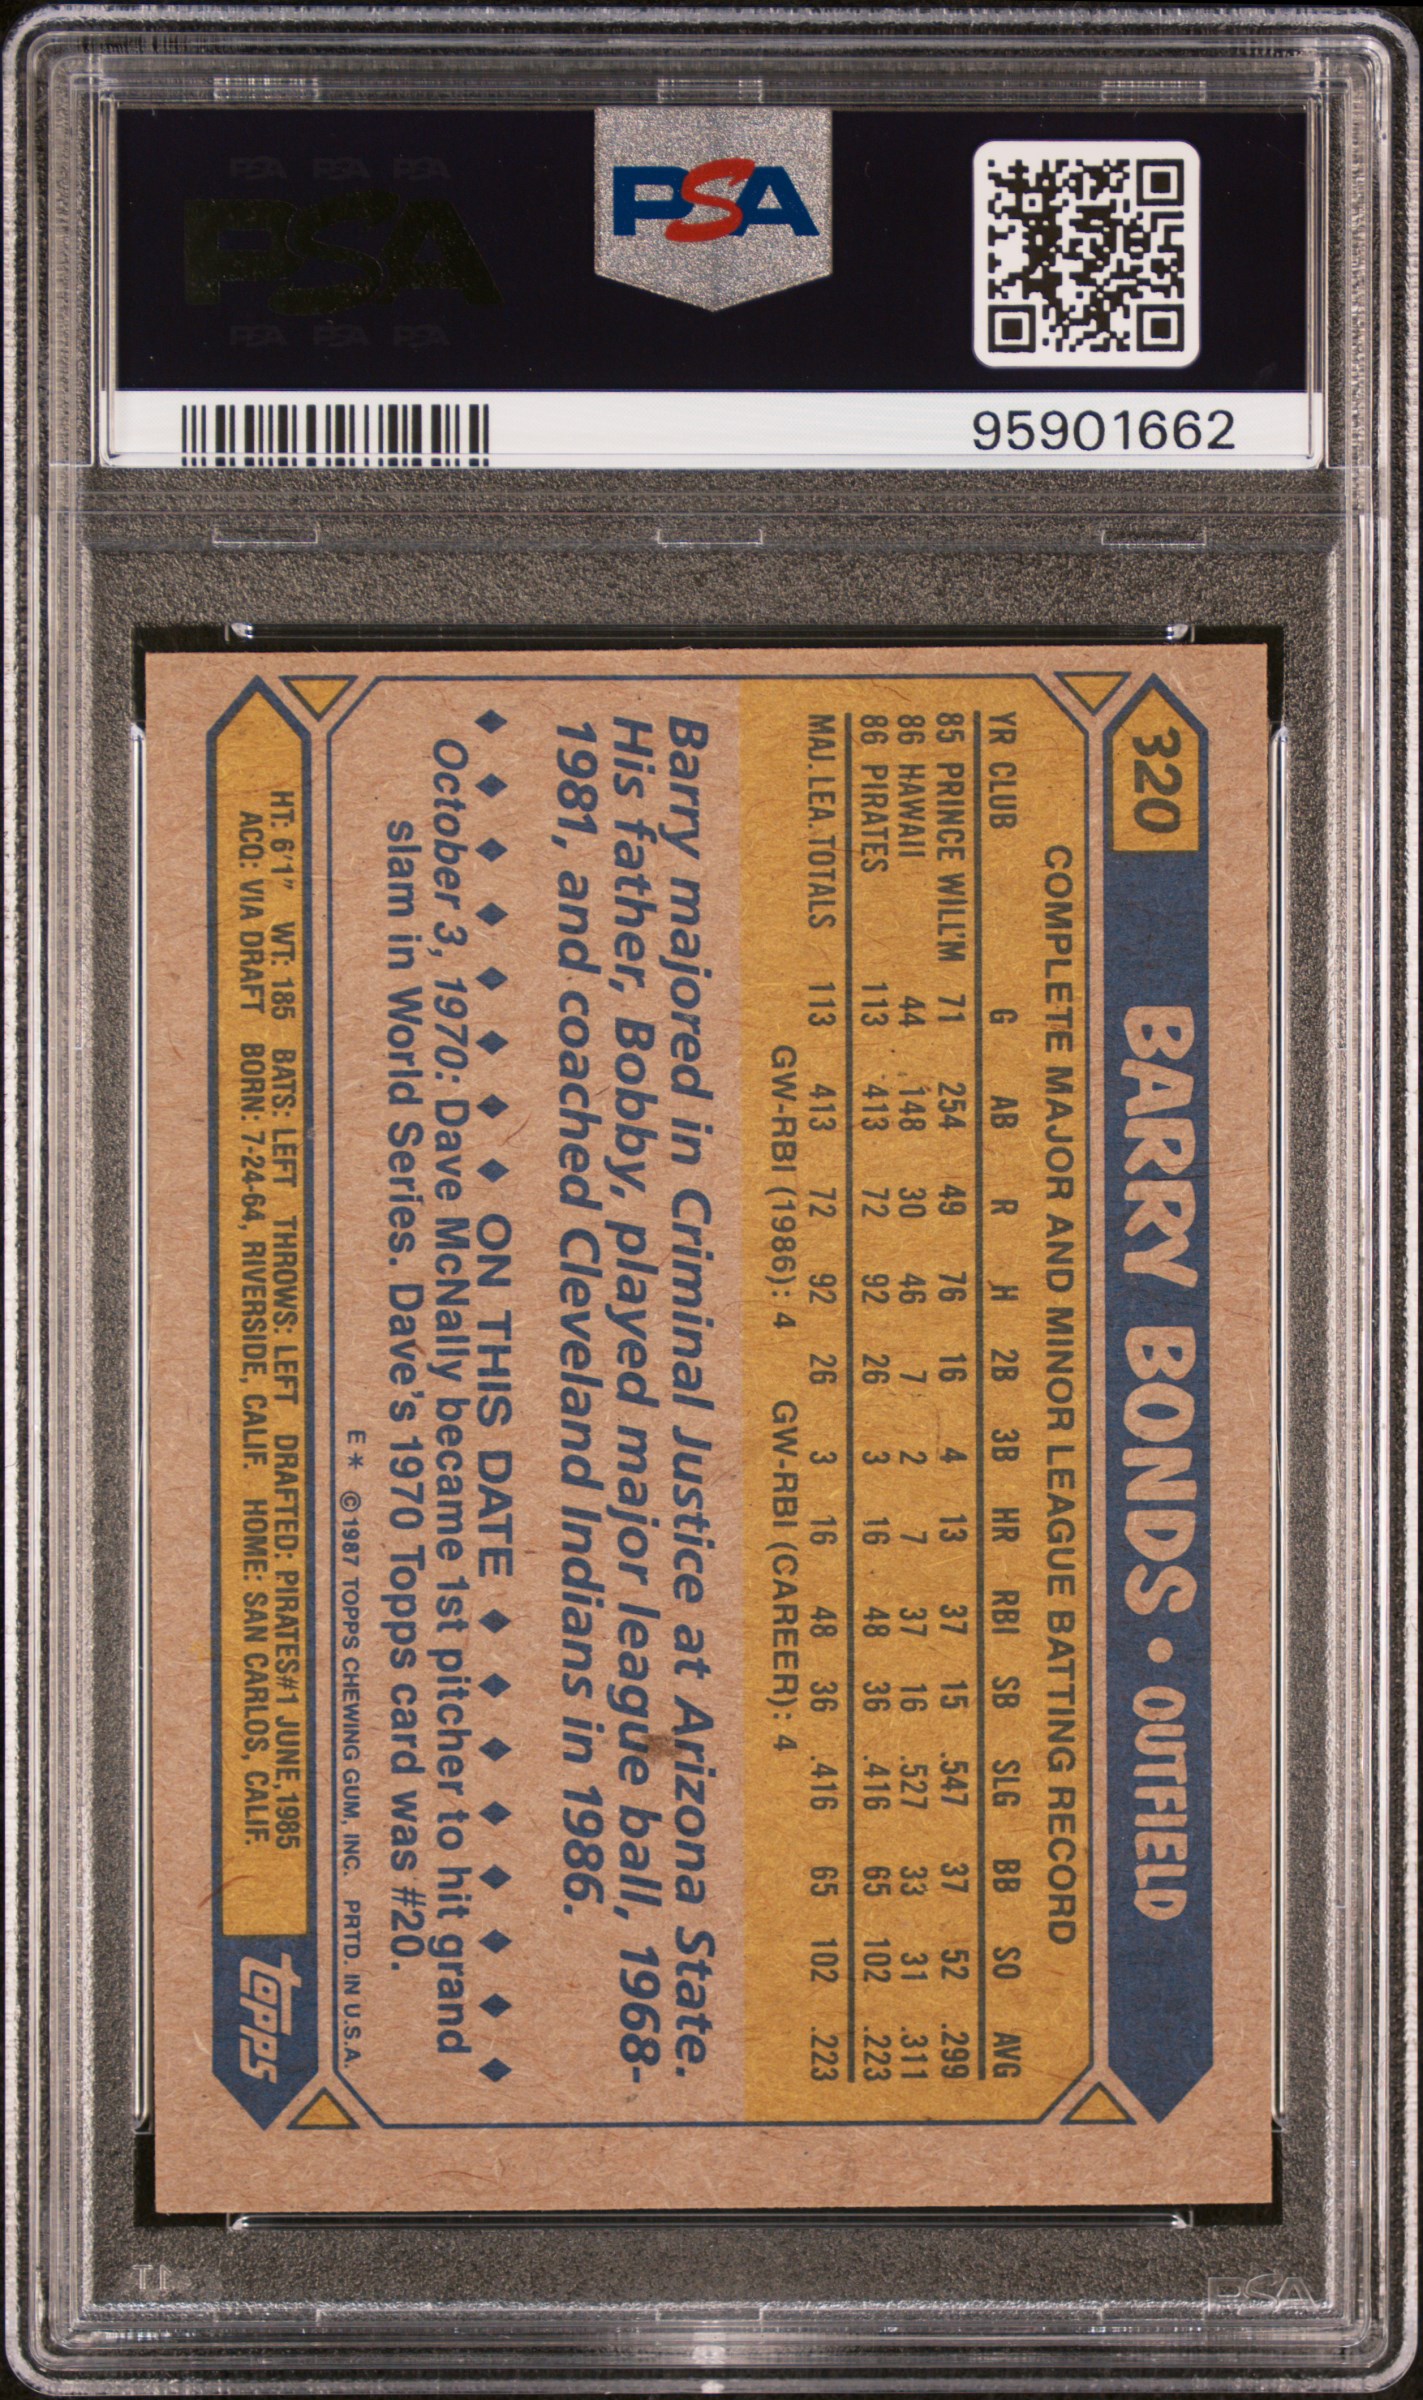 PSA PSA PSA
PSA
PSA PSA PSA
PSA
95901662
320 BARRY BONDS • OUTFIELD
COMPLETE MAJOR AND MINOR LEAGUE BATTING RECORD
YR CLUB G AB R H 2B 3B HR RBI SB SLG BB SO AVG
85 PRINCE WILL'M 71 254 49 76 16 4 13 37 15 .547 37 52 .299
86 HAWAII 44 148 30 46 7 2 7 37 16 .527 33 31 .311
86 PIRATES 113 413 72 92 26 3 16 48 36 .416 65 102 .223
MAJ. LEA. TOTALS 113 413 72 92 26 3 16 48 36 .416 65 102 .223
GW-RBI (1986): 4 GW-RBI (CAREER): 4
Barry majored in Criminal Justice at Arizona State.
His father, Bobby, played major league ball, 1968-
1981, and coached Cleveland Indians in 1986.
◆ ◆ ◆ ◆ ◆ ◆ ◆ ◆ ON THIS DATE ◆ ◆ ◆ ◆ ◆ ◆ ◆ ◆
October 3, 1970: Dave McNally became 1st pitcher to hit grand
slam in World Series. Dave's 1970 Topps card was #20.
E * ©1987 TOPPS CHEWING GUM, INC. PRTD. IN U.S.A.
HT: 6'1" WT: 185 BATS: LEFT THROWS: LEFT DRAFTED: PIRATES#1 JUNE, 1985
ACQ: VIA DRAFT BORN: 7-24-64, RIVERSIDE, CALIF. HOME: SAN CARLOS, CALIF.
topps
PSA